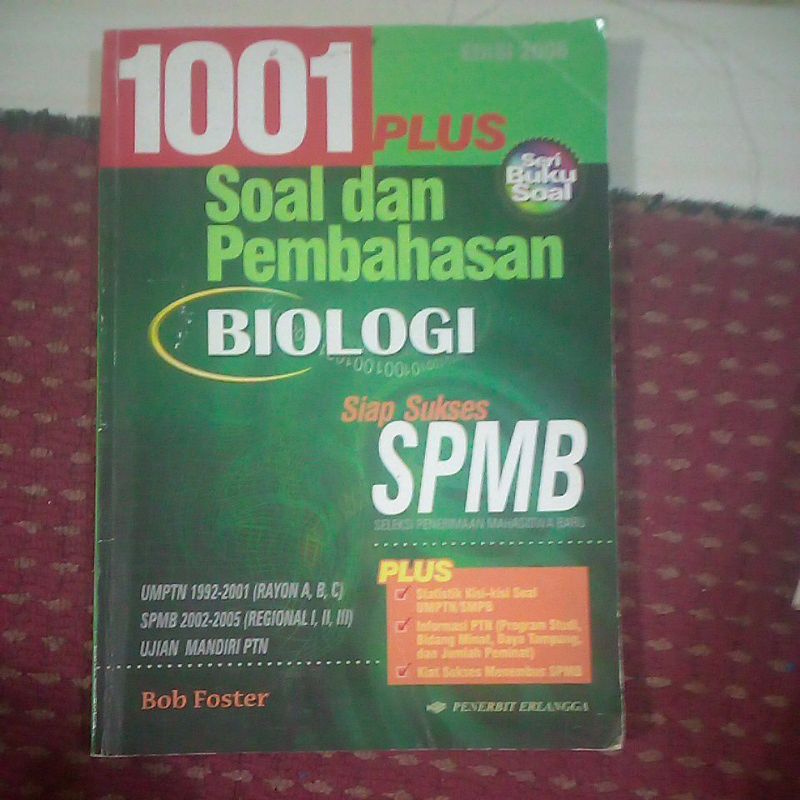 EDISI 2006
1001
PLUS
Seri
Buku
Soal
Soal dan
Pembahasan
BIOLOGI
Siap Sukses
SPMB
SELEKSI PENERIMAAN MAHASISWA BARU
UMPTN 1992-2001 (RAYON A, B, C)
SPMB 2002-2005 (REGIONAL I, II, III)
UJIAN MANDIRI PTN
PLUS
Statistik Kisi-kisi Soal
UMPTN/SMPB
Informasi PTN (Program Studi,
Bidang Minat, Daya Tampung,
dan Jumlah Peminat)
Kiat Sukses Menembus SPMB
Bob Foster
PENERBIT ERLANGGA